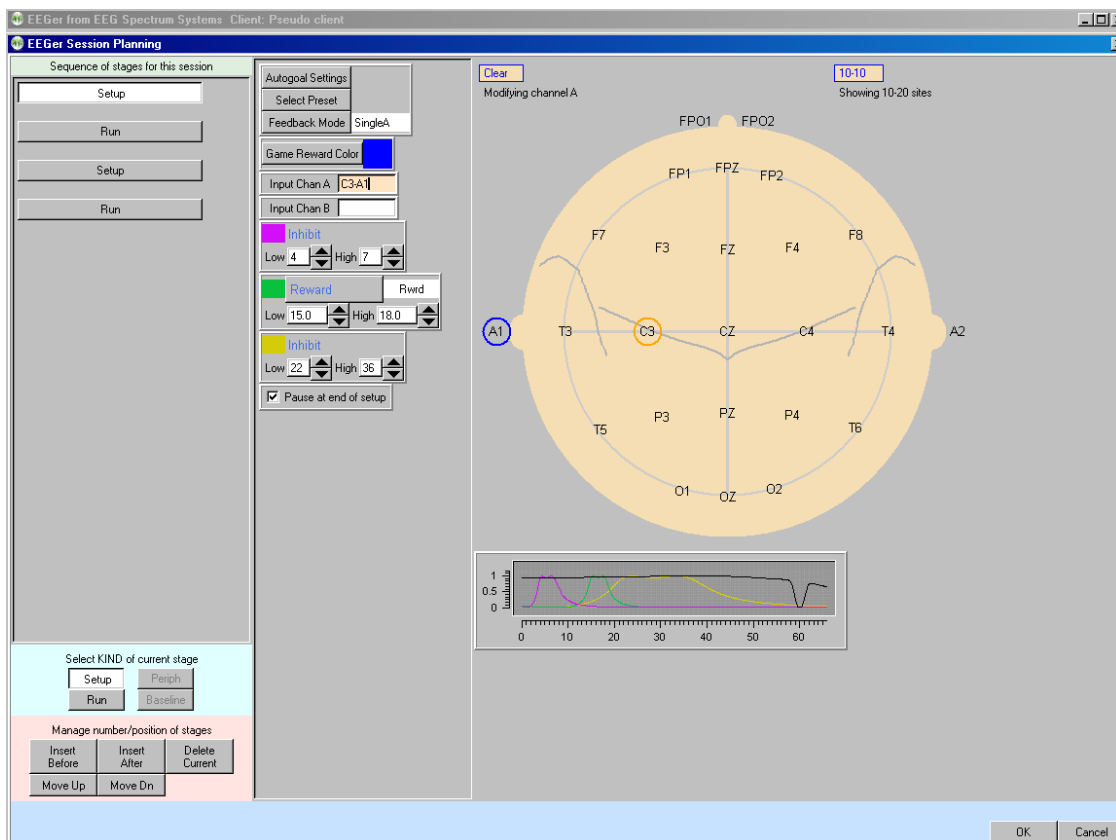 EEGer from EEG Spectrum Systems Client: Pseudo client
EEGer Session Planning
Sequence of stages for this session
Setup
Run
Setup
Run
Select KIND of current stage
Setup
Periph
Run
Baseline
Manage number/position of stages
Insert Before
Insert After
Delete Current
Move Up
Move Dn
Autogoal Settings
Select Preset
Feedback Mode SingleA
Game Reward Color
Input Chan A C3-A1
Input Chan B
Inhibit
Low 4 High 7
Reward Rwrd
Low 15.0 High 18.0
Inhibit
Low 22 High 36
Pause at end of setup
Clear
10-10
Modifying channel A
Showing 10-20 sites
FPO1 FPO2
FP1 FPZ FP2
F7 F3 FZ F4 F8
A1 T3 C3 CZ C4 T4 A2
T5 P3 PZ P4 T6
O1 OZ O2
1
0.5
0
0 10 20 30 40 50 60
OK Cancel